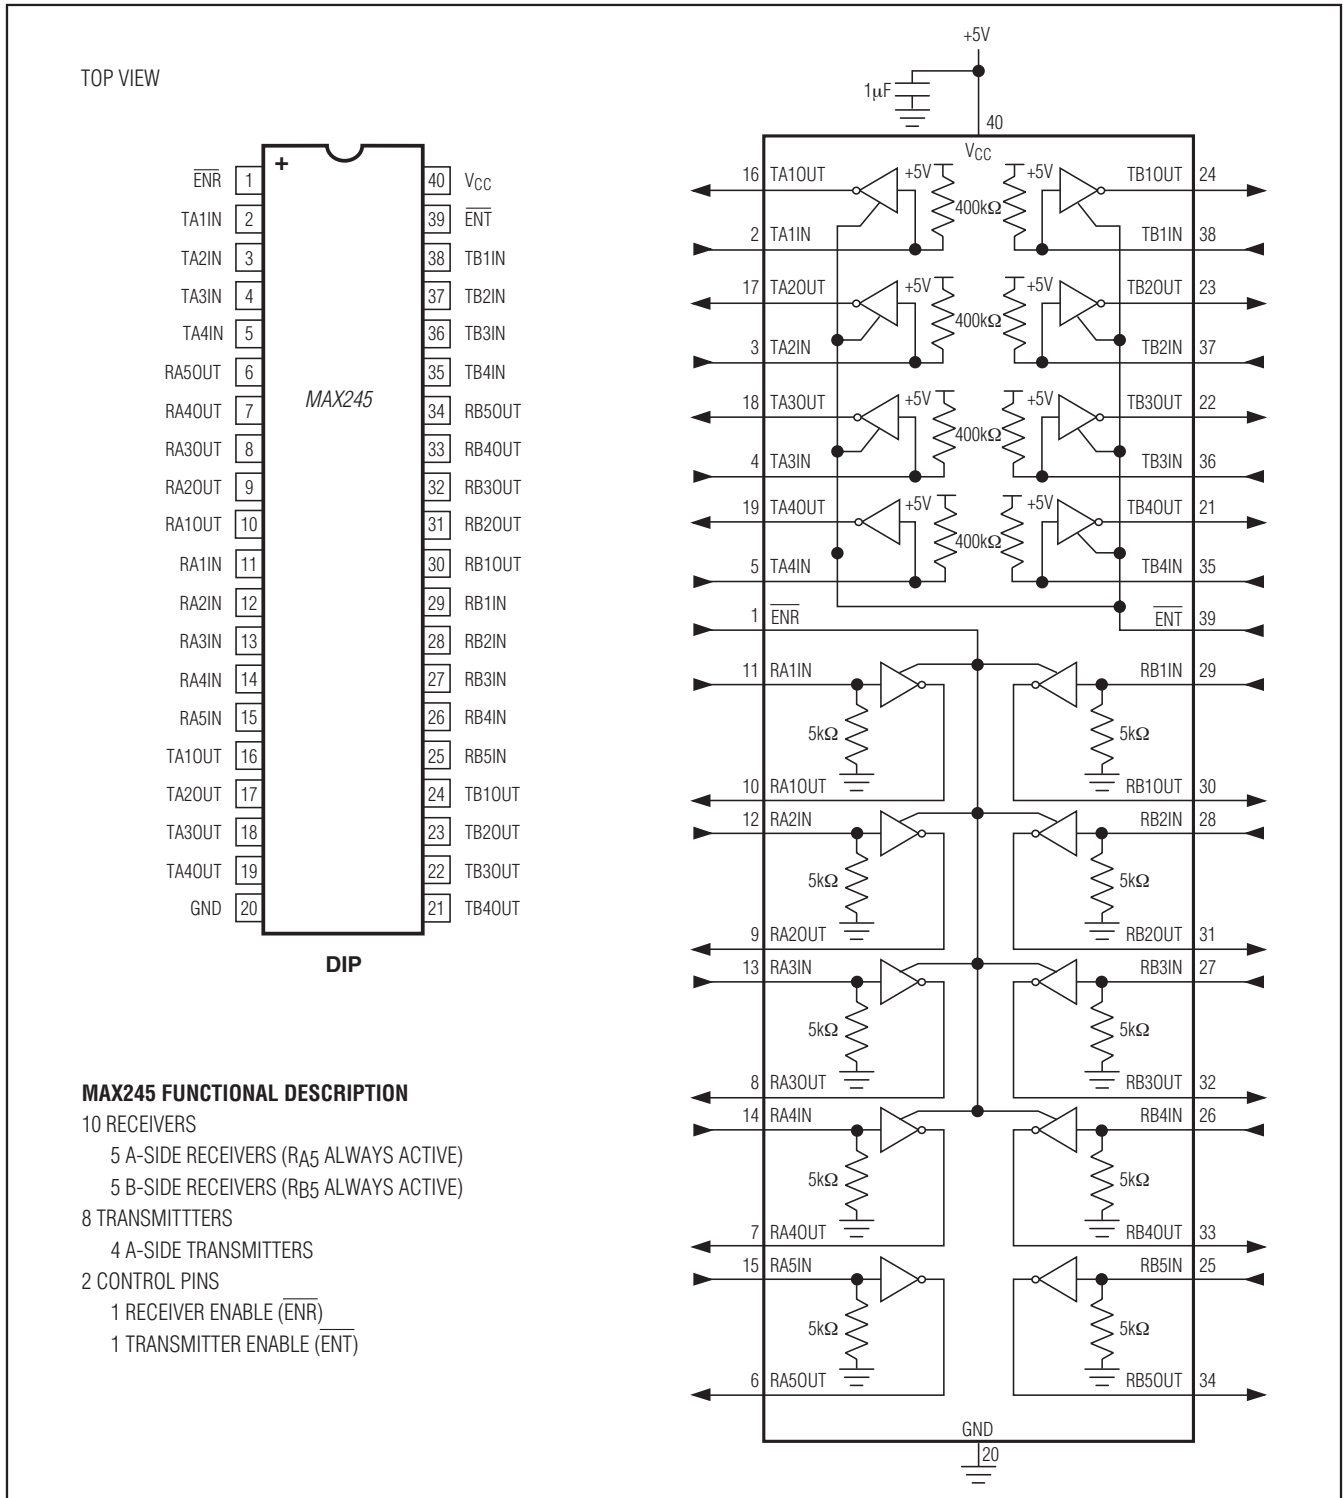 TOP VIEW
+
ENR 1
TA1IN 2
TA2IN 3
TA3IN 4
TA4IN 5
RA5OUT 6
RA4OUT 7
RA3OUT 8
RA2OUT 9
RA1OUT 10
RA1IN 11
RA2IN 12
RA3IN 13
RA4IN 14
RA5IN 15
TA1OUT 16
TA2OUT 17
TA3OUT 18
TA4OUT 19
GND 20
MAX245
40 VCC
39 ENT
38 TB1IN
37 TB2IN
36 TB3IN
35 TB4IN
34 RB5OUT
33 RB4OUT
32 RB3OUT
31 RB2OUT
30 RB1OUT
29 RB1IN
28 RB2IN
27 RB3IN
26 RB4IN
25 RB5IN
24 TB1OUT
23 TB2OUT
22 TB3OUT
21 TB4OUT
DIP
MAX245 FUNCTIONAL DESCRIPTION
10 RECEIVERS
5 A-SIDE RECEIVERS (RA5 ALWAYS ACTIVE)
5 B-SIDE RECEIVERS (RB5 ALWAYS ACTIVE)
8 TRANSMITTTERS
4 A-SIDE TRANSMITTERS
2 CONTROL PINS
1 RECEIVER ENABLE (ENR)
1 TRANSMITTER ENABLE (ENT)
+5V
1µF
40
VCC
16 TA1OUT +5V +5V TB1OUT 24
400kΩ
2 TA1IN TB1IN 38
17 TA2OUT +5V +5V TB2OUT 23
400kΩ
3 TA2IN TB2IN 37
18 TA3OUT +5V +5V TB3OUT 22
400kΩ
4 TA3IN TB3IN 36
19 TA4OUT +5V +5V TB4OUT 21
400kΩ
5 TA4IN TB4IN 35
1 ENR ENT 39
11 RA1IN RB1IN 29
5kΩ 5kΩ
10 RA1OUT RB1OUT 30
12 RA2IN RB2IN 28
5kΩ 5kΩ
9 RA2OUT RB2OUT 31
13 RA3IN RB3IN 27
5kΩ 5kΩ
8 RA3OUT RB3OUT 32
14 RA4IN RB4IN 26
5kΩ 5kΩ
7 RA4OUT RB4OUT 33
15 RA5IN RB5IN 25
5kΩ 5kΩ
6 RA5OUT RB5OUT 34
GND
20